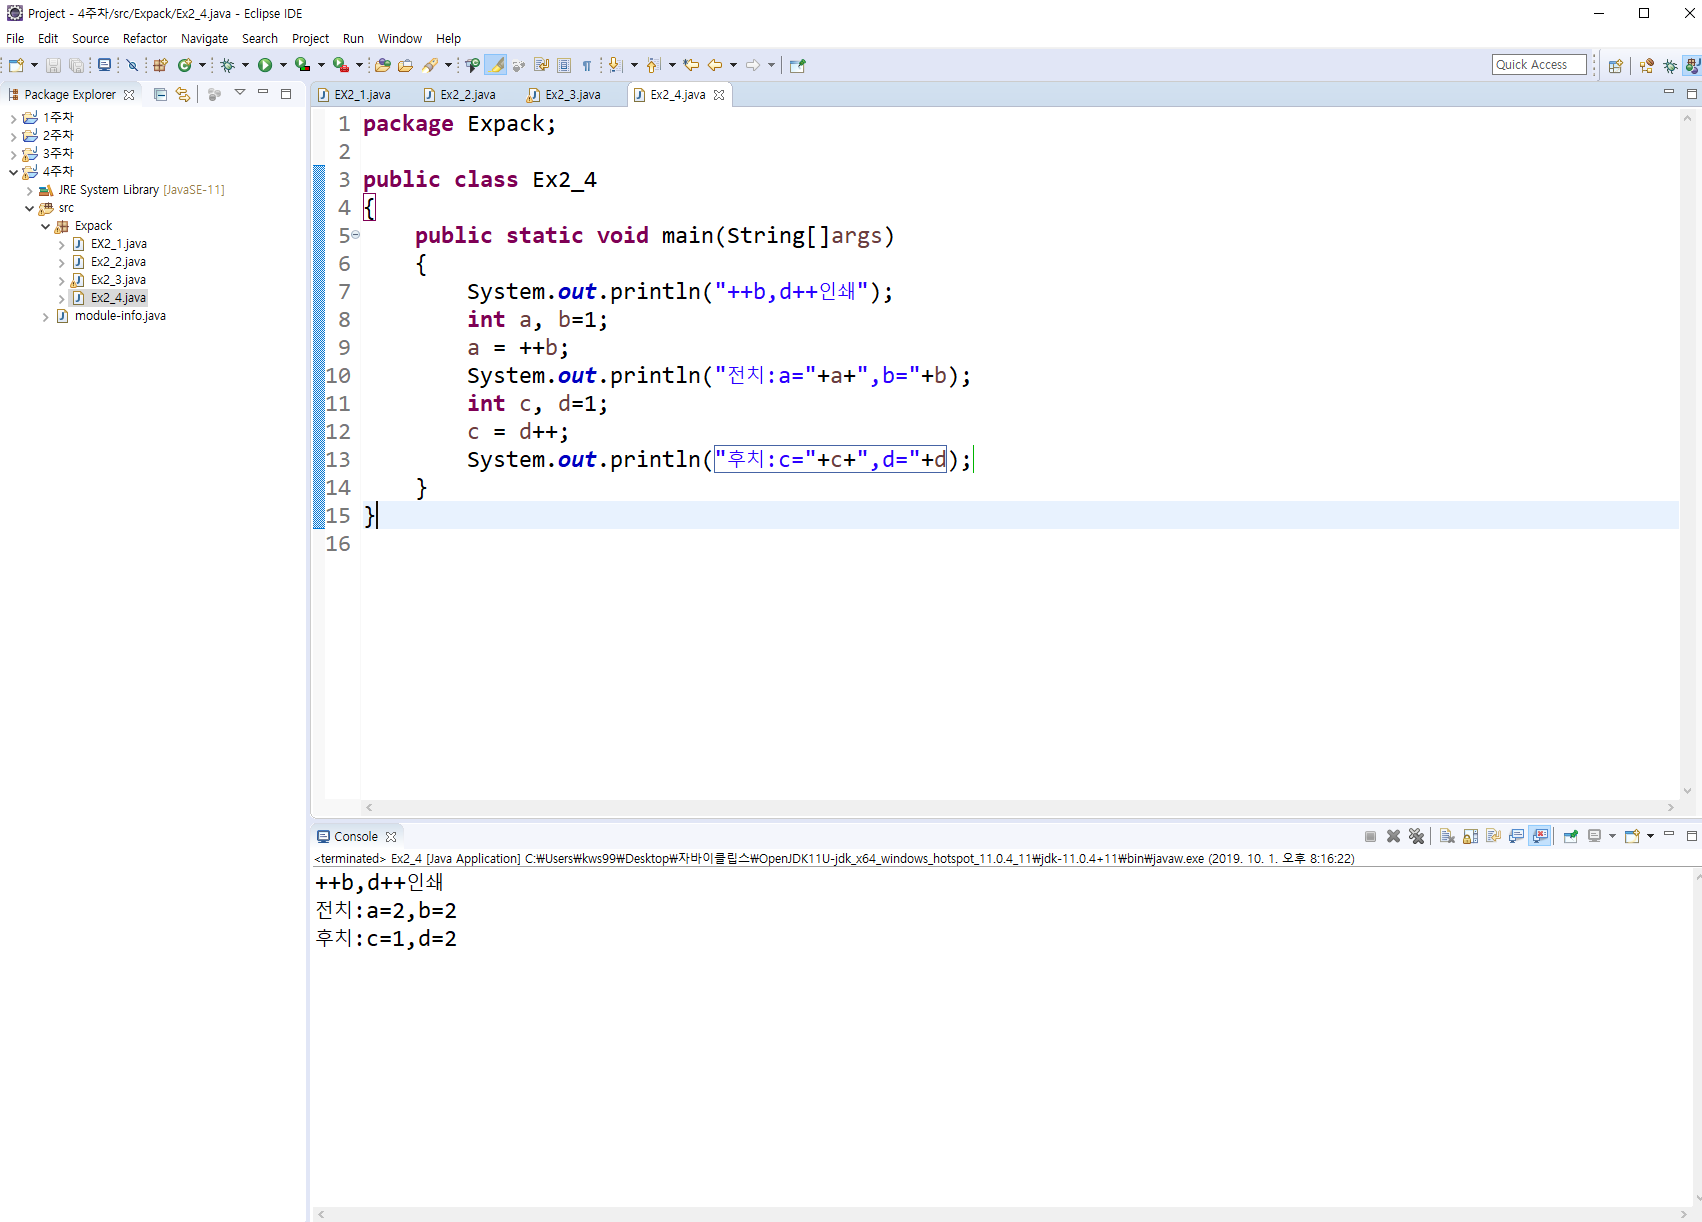 Project - 4주차/src/Expack/Ex2_4.java - Eclipse IDE
File Edit Source Refactor Navigate Search Project Run Window Help
Quick Access
Package Explorer
EX2_1.java Ex2_2.java Ex2_3.java Ex2_4.java
1주차
2주차
3주차
4주차
JRE System Library [JavaSE-11]
src
Expack
EX2_1.java
Ex2_2.java
Ex2_3.java
Ex2_4.java
module-info.java
1 package Expack;
2
3 public class Ex2_4
4 {
5 public static void main(String[]args)
6 {
7 System.out.println("++b,d++인쇄");
8 int a, b=1;
9 a = ++b;
10 System.out.println("전치:a="+a+",b="+b);
11 int c, d=1;
12 c = d++;
13 System.out.println("후치:c="+c+",d="+d);
14 }
15 }
16
Console
<terminated> Ex2_4 [Java Application] C:₩Users₩kws99₩Desktop₩자바이클립스₩OpenJDK11U-jdk_x64_windows_hotspot_11.0.4_11₩jdk-11.0.4+11₩bin₩javaw.exe (2019. 10. 1. 오후 8:16:22)
++b,d++인쇄
전치:a=2,b=2
후치:c=1,d=2